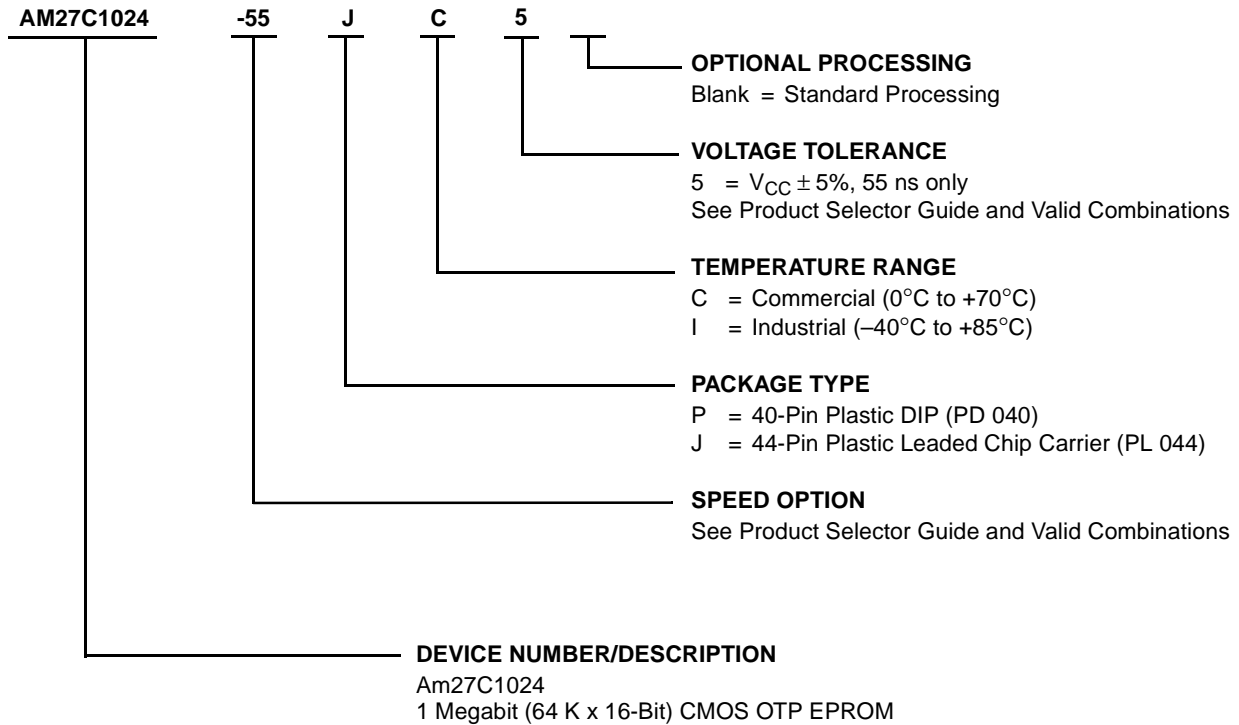 AM27C1024 -55 J C 5
OPTIONAL PROCESSING
Blank = Standard Processing
VOLTAGE TOLERANCE
5 = VCC ± 5%, 55 ns only
See Product Selector Guide and Valid Combinations
TEMPERATURE RANGE
C = Commercial (0°C to +70°C)
I = Industrial (–40°C to +85°C)
PACKAGE TYPE
P = 40-Pin Plastic DIP (PD 040)
J = 44-Pin Plastic Leaded Chip Carrier (PL 044)
SPEED OPTION
See Product Selector Guide and Valid Combinations
DEVICE NUMBER/DESCRIPTION
Am27C1024
1 Megabit (64 K x 16-Bit) CMOS OTP EPROM